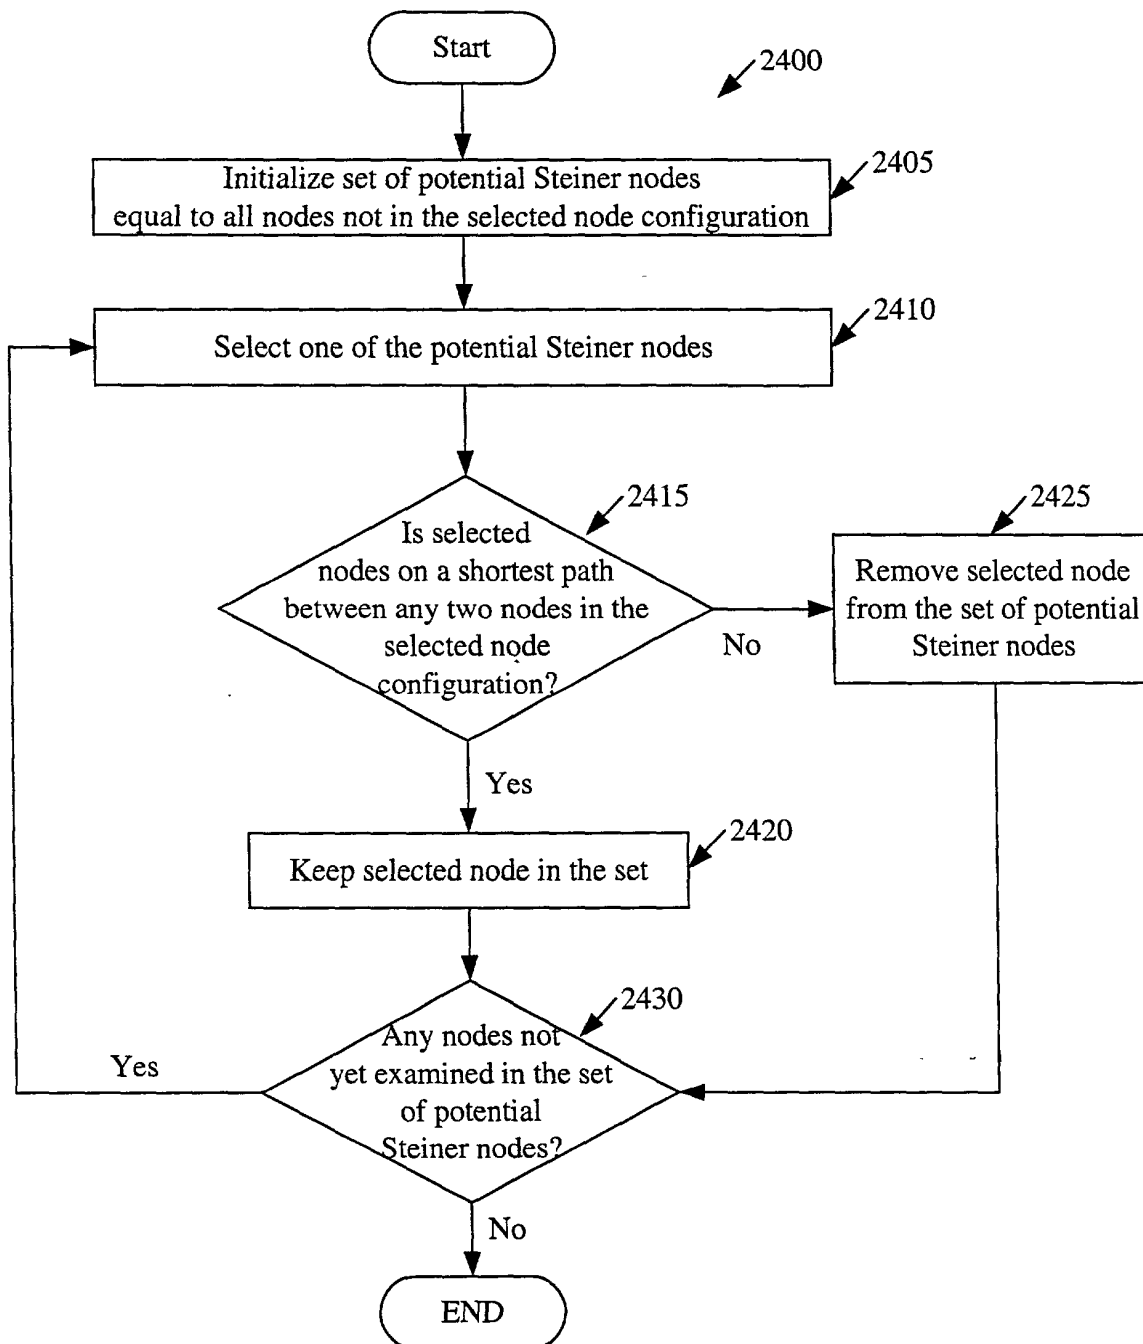 Start
2400
Initialize set of potential Steiner nodes
equal to all nodes not in the selected node configuration
2405
Select one of the potential Steiner nodes
2410
Is selected
nodes on a shortest path
between any two nodes in the
selected node
configuration?
2415
No
Remove selected node
from the set of potential
Steiner nodes
2425
Yes
Keep selected node in the set
2420
Any nodes not
yet examined in the set
of potential
Steiner nodes?
2430
Yes
No
END